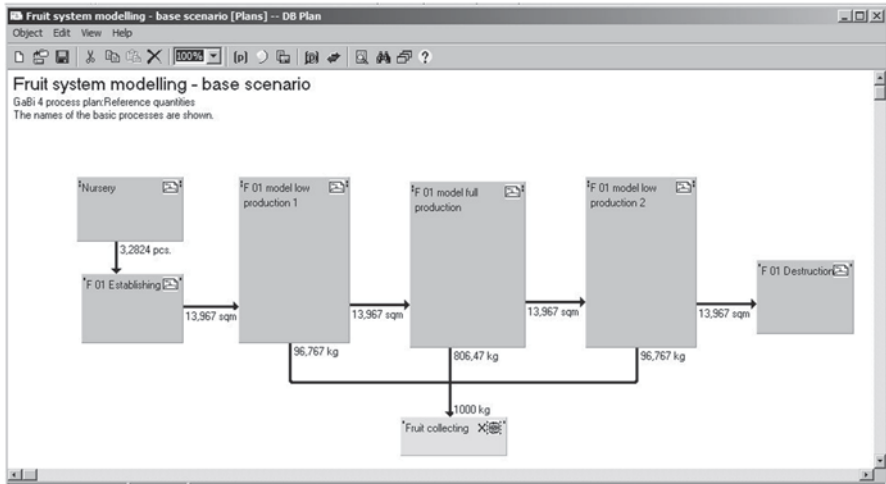 Fruit system modelling - base scenario [Plans] -- DB Plan
Object Edit View Help
100%
Fruit system modelling - base scenario
GaBi 4 process plan:Reference quantities
The names of the basic processes are shown.
Nursery
F 01 model low
production 1
F 01 model full
production
F 01 model low
production 2
3,2824 pcs.
F 01 Establishing
F 01 Destruction
13,967 sqm
13,967 sqm
13,967 sqm
13,967 sqm
96,767 kg
806,47 kg
96,767 kg
1000 kg
Fruit collecting